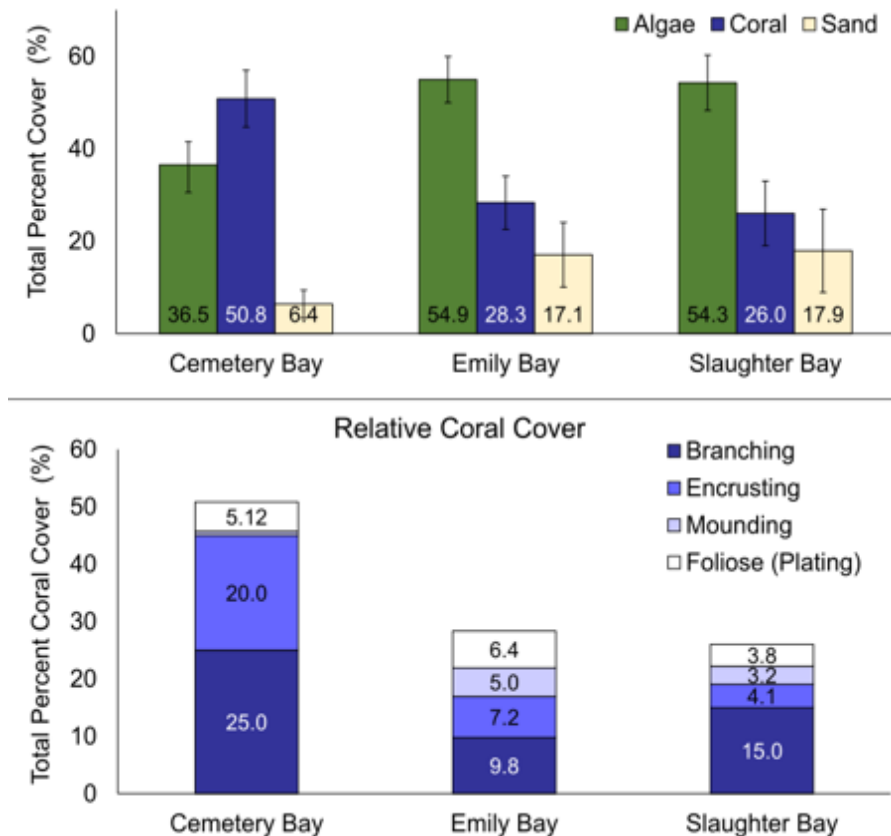 Algae Coral Sand
Total Percent Cover (%)
60
40
20
0
36.5 50.8 6.4 54.9 28.3 17.1 54.3 26.0 17.9
Cemetery Bay Emily Bay Slaughter Bay
Relative Coral Cover
Total Percent Coral Cover (%)
Branching
Encrusting
Mounding
Foliose (Plating)
60
50
40
30
20
10
0
5.12
20.0
25.0
6.4
5.0
7.2
9.8
3.8
3.2
4.1
15.0
Cemetery Bay Emily Bay Slaughter Bay